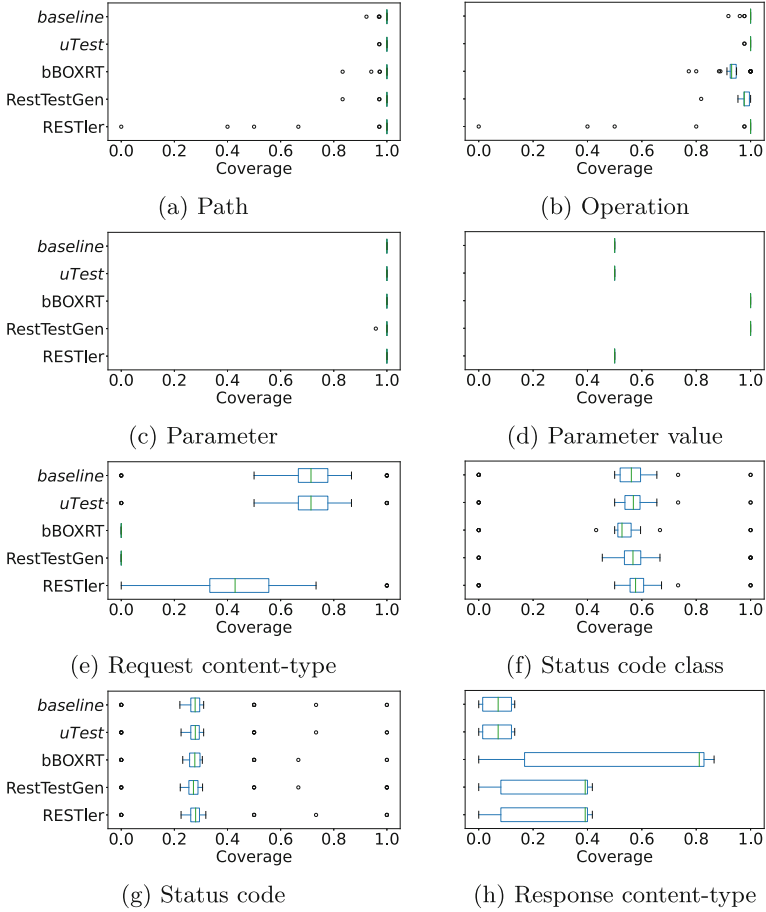 baseline
uTest
bBOXRT
RestTestGen
RESTler
0.0 0.2 0.4 0.6 0.8 1.0
Coverage
(a) Path
0.0 0.2 0.4 0.6 0.8 1.0
Coverage
(b) Operation
baseline
uTest
bBOXRT
RestTestGen
RESTler
0.0 0.2 0.4 0.6 0.8 1.0
Coverage
(c) Parameter
0.0 0.2 0.4 0.6 0.8 1.0
Coverage
(d) Parameter value
baseline
uTest
bBOXRT
RestTestGen
RESTler
0.0 0.2 0.4 0.6 0.8 1.0
Coverage
(e) Request content-type
0.0 0.2 0.4 0.6 0.8 1.0
Coverage
(f) Status code class
baseline
uTest
bBOXRT
RestTestGen
RESTler
0.0 0.2 0.4 0.6 0.8 1.0
Coverage
(g) Status code
0.0 0.2 0.4 0.6 0.8 1.0
Coverage
(h) Response content-type